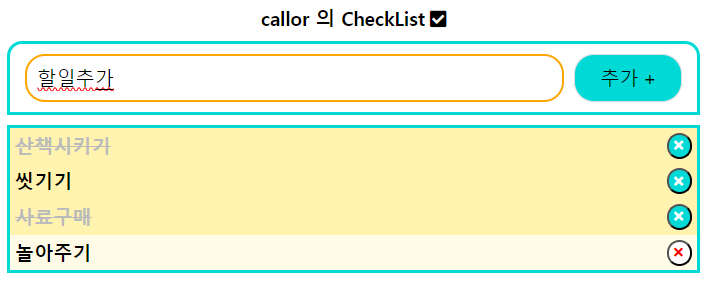 callor 의 CheckList
할일추가
추가 +
산책시키기
씻기기
사료구매
놀아주기